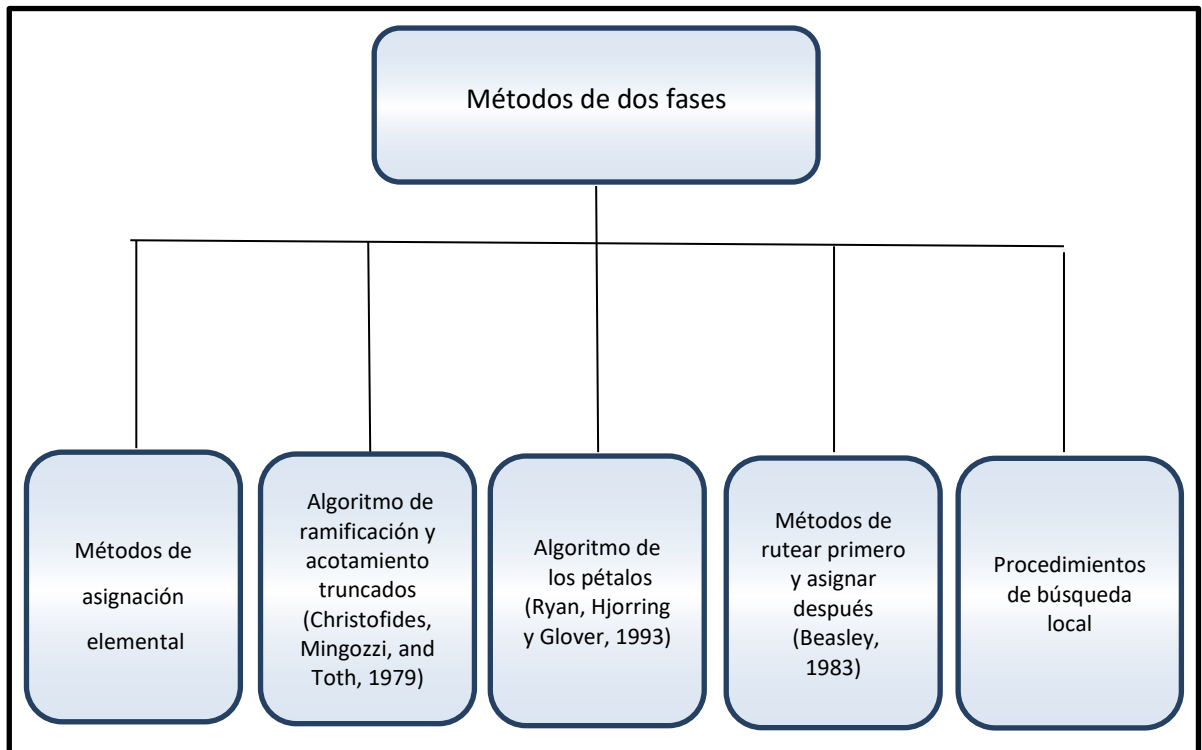 Métodos de dos fases
Métodos de
asignación
elemental
Algoritmo de
ramificación y
acotamiento
truncados
(Christofides,
Mingozzi, and
Toth, 1979)
Algoritmo de
los pétalos
(Ryan, Hjorring
y Glover, 1993)
Métodos de
rutear primero
y asignar
después
(Beasley,
1983)
Procedimientos
de búsqueda
local